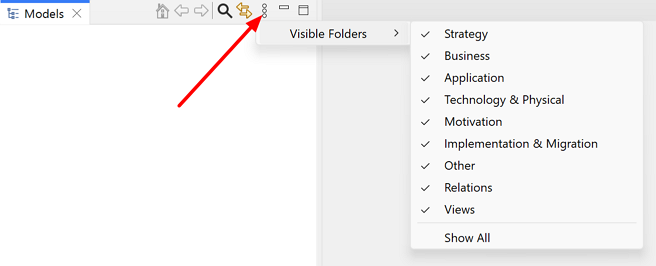 Models
Visible Folders
Strategy
Business
Application
Technology & Physical
Motivation
Implementation & Migration
Other
Relations
Views
Show All